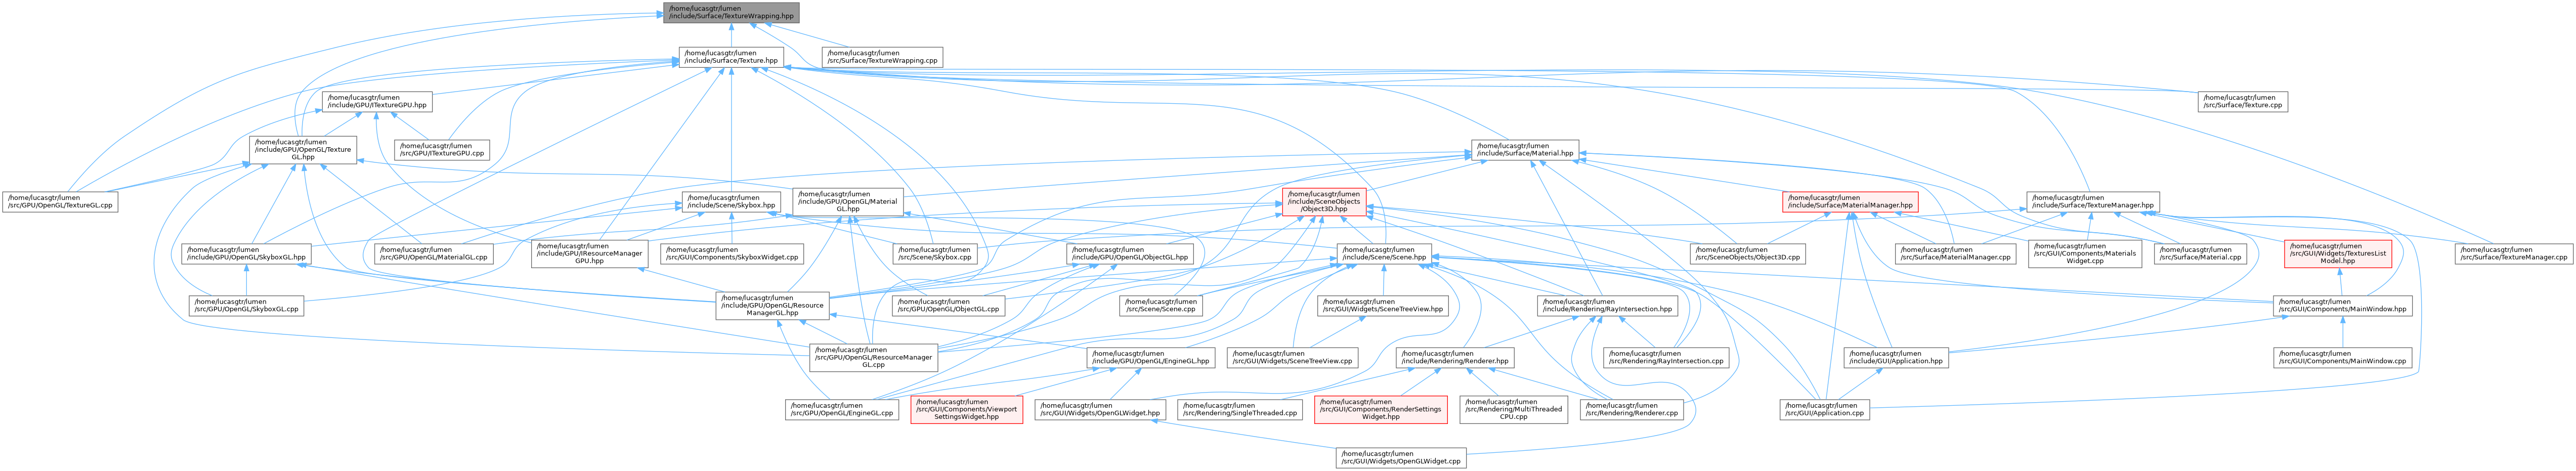 /home/lucasgtr/lumen
/include/Surface/TextureWrapping.hpp
/home/lucasgtr/lumen
/include/Surface/Texture.hpp
/home/lucasgtr/lumen
/src/Surface/TextureWrapping.cpp
/home/lucasgtr/lumen
/include/GPU/ITextureGPU.hpp
/home/lucasgtr/lumen
/src/Surface/Texture.cpp
/home/lucasgtr/lumen
/include/GPU/OpenGL/Texture
GL.hpp
/home/lucasgtr/lumen
/src/GPU/ITextureGPU.cpp
/home/lucasgtr/lumen
/include/Surface/Material.hpp
/home/lucasgtr/lumen
/src/GPU/OpenGL/TextureGL.cpp
/home/lucasgtr/lumen
/include/Scene/Skybox.hpp
/home/lucasgtr/lumen
/include/GPU/OpenGL/Material
GL.hpp
/home/lucasgtr/lumen
/include/SceneObjects
/Object3D.hpp
/home/lucasgtr/lumen
/include/Surface/MaterialManager.hpp
/home/lucasgtr/lumen
/include/Surface/TextureManager.hpp
/home/lucasgtr/lumen
/include/GPU/OpenGL/SkyboxGL.hpp
/home/lucasgtr/lumen
/src/GPU/OpenGL/MaterialGL.cpp
/home/lucasgtr/lumen
/include/GPU/IResourceManager
GPU.hpp
/home/lucasgtr/lumen
/src/GUI/Components/SkyboxWidget.cpp
/home/lucasgtr/lumen
/src/Scene/Skybox.cpp
/home/lucasgtr/lumen
/include/GPU/OpenGL/ObjectGL.hpp
/home/lucasgtr/lumen
/include/Scene/Scene.hpp
/home/lucasgtr/lumen
/src/SceneObjects/Object3D.cpp
/home/lucasgtr/lumen
/src/Surface/MaterialManager.cpp
/home/lucasgtr/lumen
/src/GUI/Components/Materials
Widget.cpp
/home/lucasgtr/lumen
/src/Surface/Material.cpp
/home/lucasgtr/lumen
/src/GUI/Widgets/TexturesList
Model.hpp
/home/lucasgtr/lumen
/src/Surface/TextureManager.cpp
/home/lucasgtr/lumen
/src/GPU/OpenGL/SkyboxGL.cpp
/home/lucasgtr/lumen
/include/GPU/OpenGL/Resource
ManagerGL.hpp
/home/lucasgtr/lumen
/src/GPU/OpenGL/ObjectGL.cpp
/home/lucasgtr/lumen
/src/Scene/Scene.cpp
/home/lucasgtr/lumen
/src/GUI/Widgets/SceneTreeView.hpp
/home/lucasgtr/lumen
/include/Rendering/RayIntersection.hpp
/home/lucasgtr/lumen
/src/GUI/Components/MainWindow.hpp
/home/lucasgtr/lumen
/src/GPU/OpenGL/ResourceManager
GL.cpp
/home/lucasgtr/lumen
/include/GPU/OpenGL/EngineGL.hpp
/home/lucasgtr/lumen
/src/GUI/Widgets/SceneTreeView.cpp
/home/lucasgtr/lumen
/include/Rendering/Renderer.hpp
/home/lucasgtr/lumen
/src/Rendering/RayIntersection.cpp
/home/lucasgtr/lumen
/include/GUI/Application.hpp
/home/lucasgtr/lumen
/src/GUI/Components/MainWindow.cpp
/home/lucasgtr/lumen
/src/GPU/OpenGL/EngineGL.cpp
/home/lucasgtr/lumen
/src/GUI/Components/Viewport
SettingsWidget.hpp
/home/lucasgtr/lumen
/src/GUI/Widgets/OpenGLWidget.hpp
/home/lucasgtr/lumen
/src/Rendering/SingleThreaded.cpp
/home/lucasgtr/lumen
/src/GUI/Components/RenderSettings
Widget.hpp
/home/lucasgtr/lumen
/src/Rendering/MultiThreaded
CPU.cpp
/home/lucasgtr/lumen
/src/Rendering/Renderer.cpp
/home/lucasgtr/lumen
/src/GUI/Application.cpp
/home/lucasgtr/lumen
/src/GUI/Widgets/OpenGLWidget.cpp